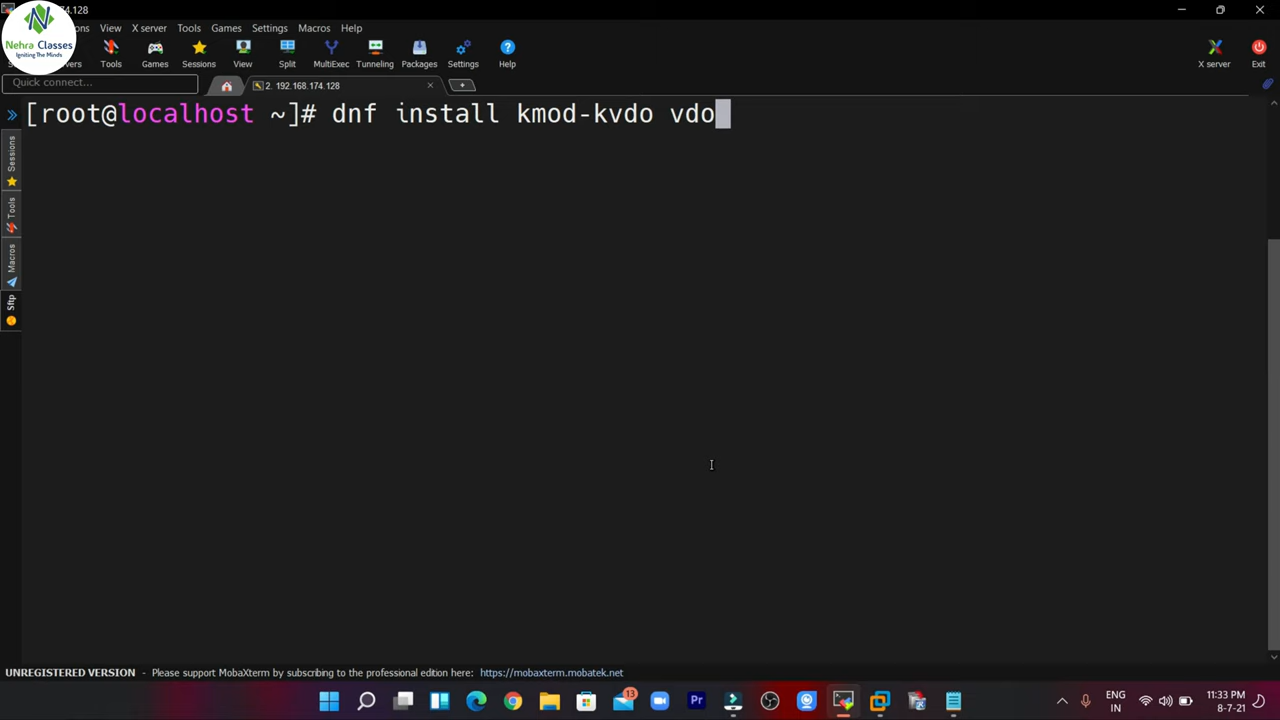 74.128
Nehra Classes
Igniting The Minds
View X server Tools Games Settings Macros Help
Tools Games Sessions View Split MultiExec Tunneling Packages Settings Help X server Exit
Quick connect...
2. 192.168.174.128
[root@localhost ~]# dnf install kmod-kvdo vdo
Sessions
Tools
Macros
Sftp
UNREGISTERED VERSION - Please support MobaXterm by subscribing to the professional edition here: https://mobaxterm.mobatek.net
13
Pr
ENG
IN
11:33 PM
8-7-21